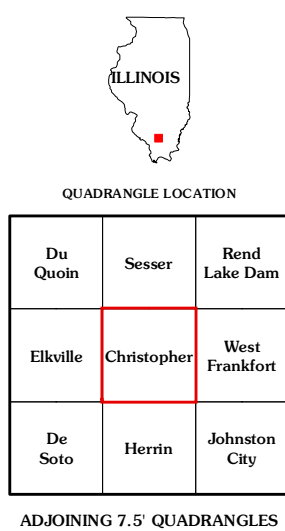 ILLINOIS
QUADRANGLE LOCATION
Du
Quoin
Sesser
Rend
Lake Dam
Elkville
Christopher
West
Frankfort
De
Soto
Herrin
Johnston
City
ADJOINING 7.5' QUADRANGLES